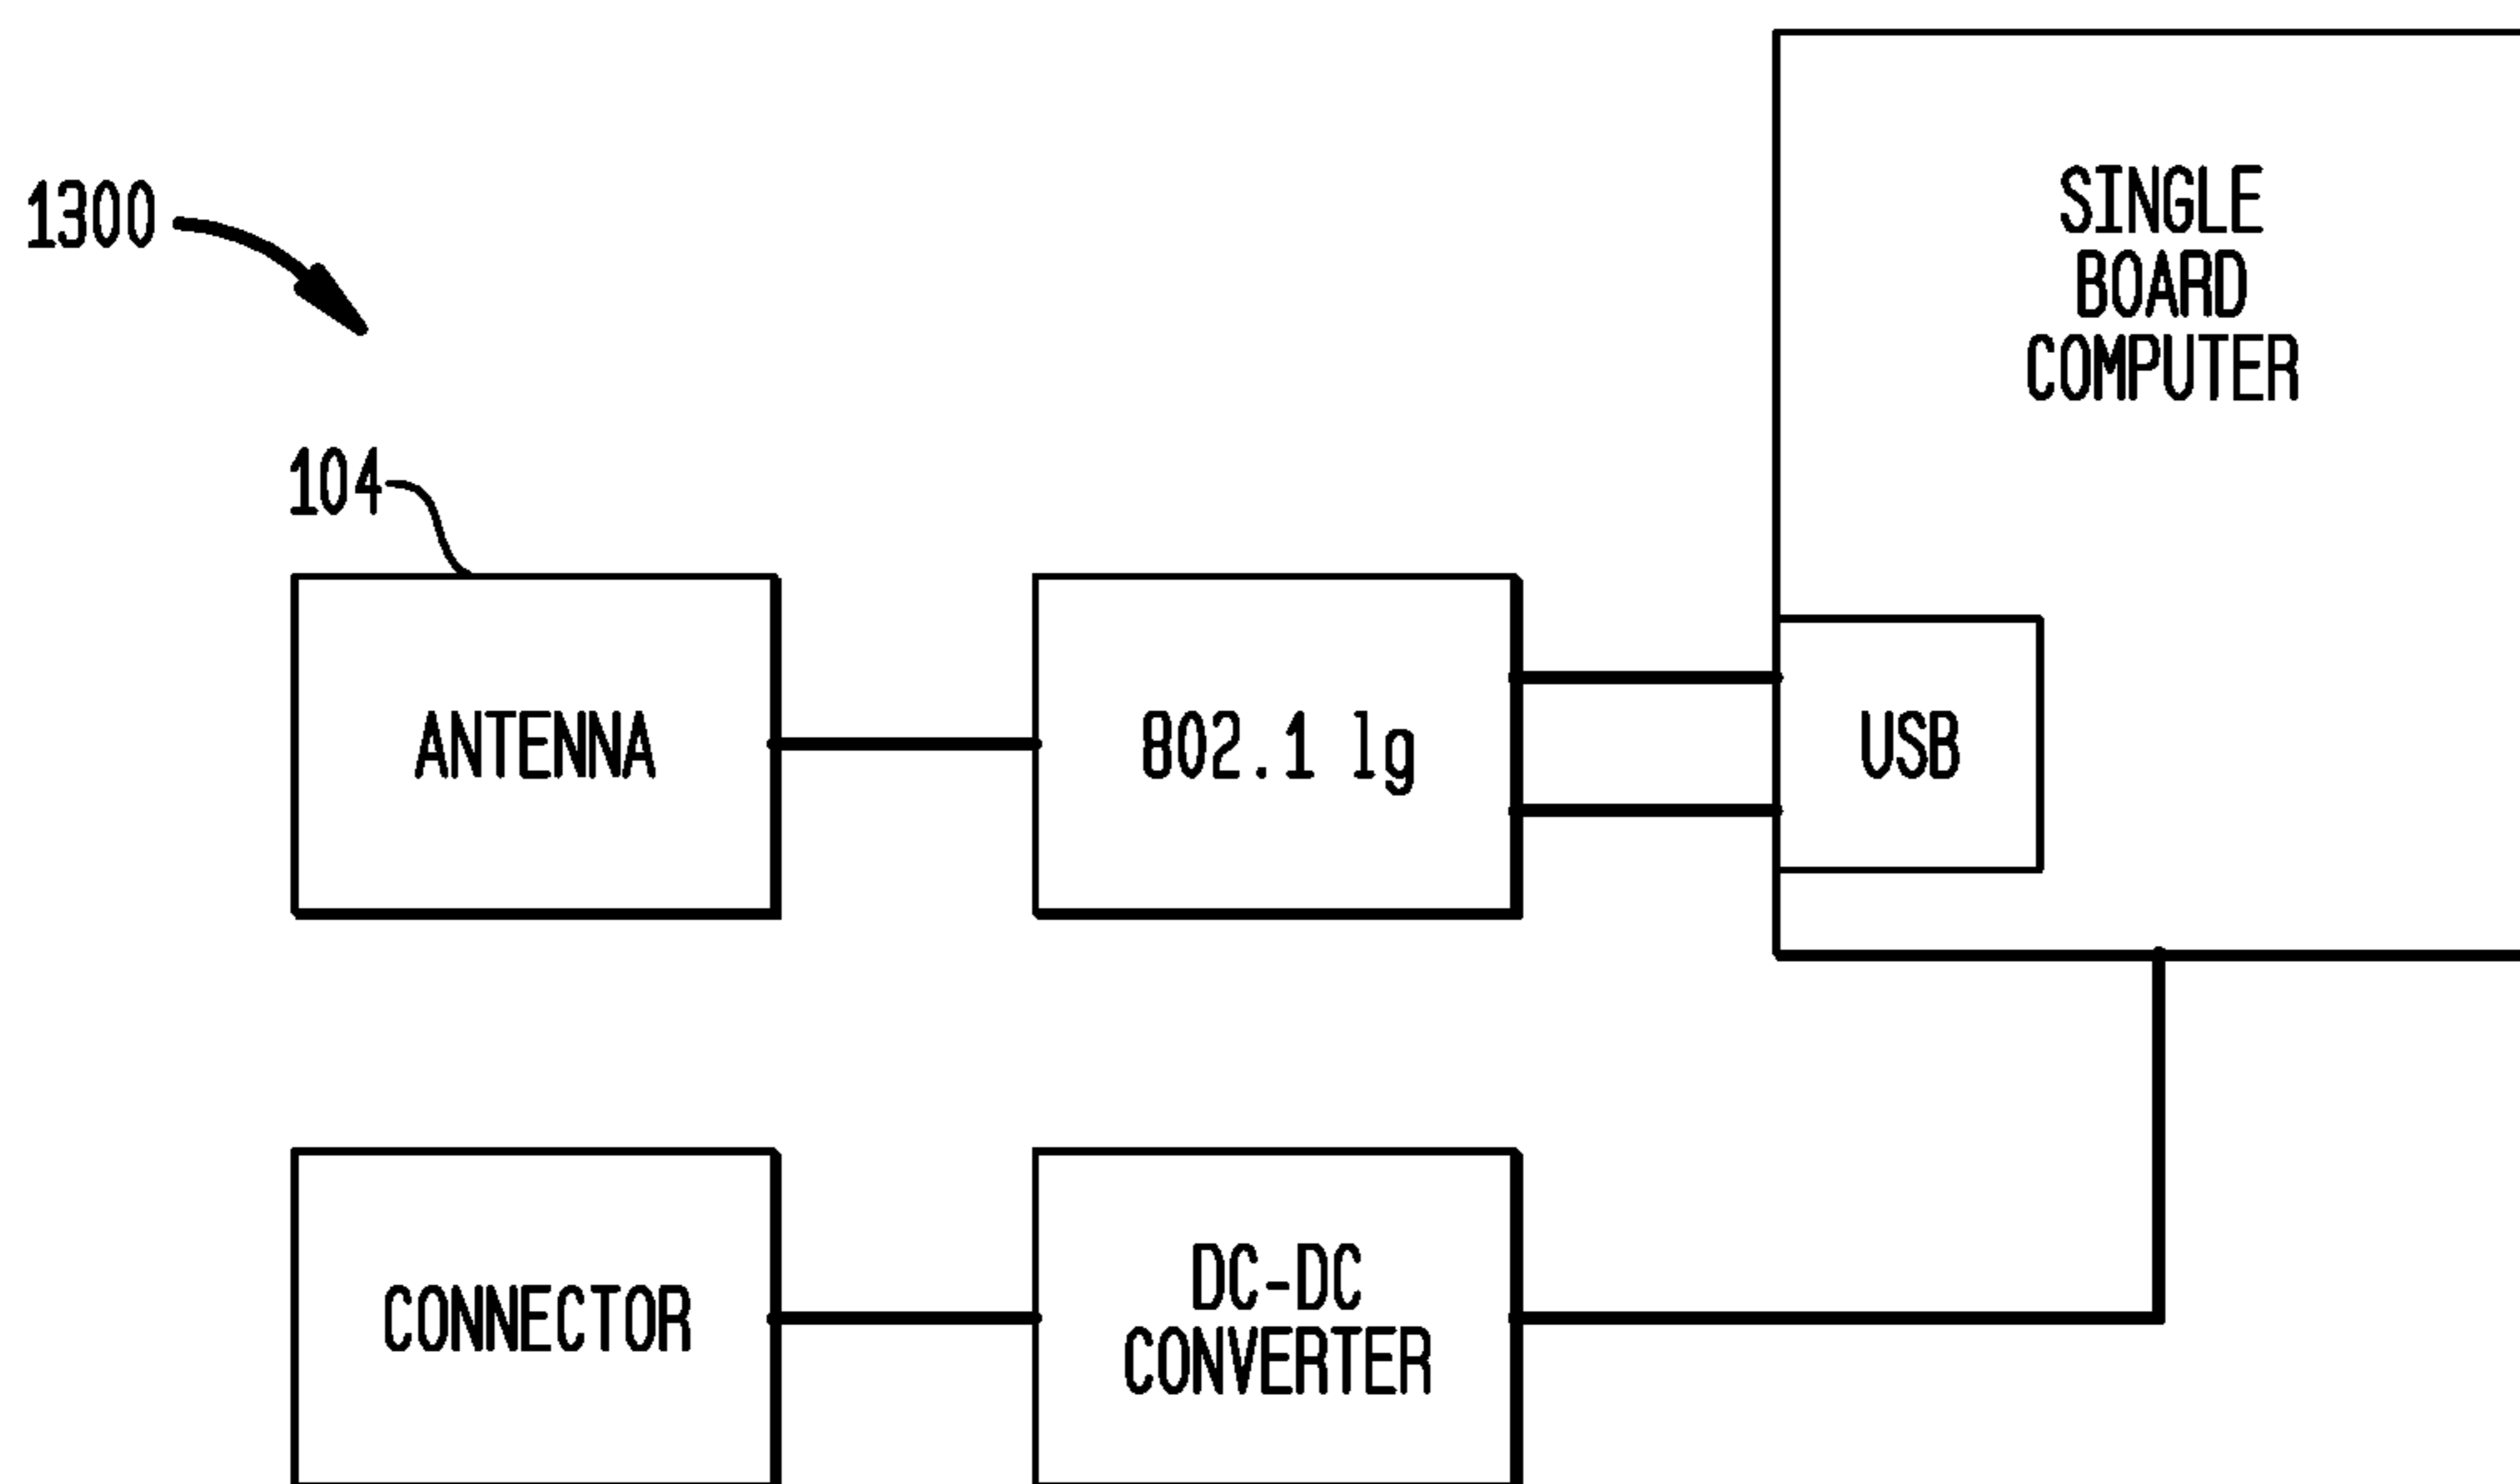 1300
SINGLE
BOARD
COMPUTER
104
ANTENNA
802.1 lg
USB
CONNECTOR
DC-DC
CONVERTER